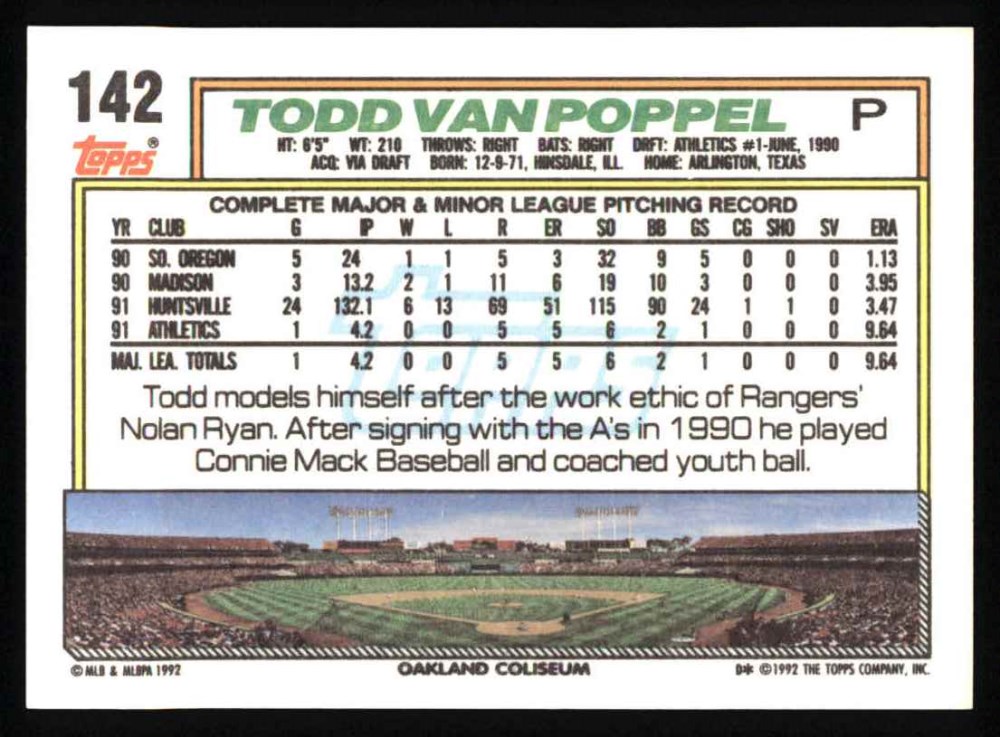 142
TODD VAN POPPEL P
topps®
HT: 6'5" WT: 210 THROWS: RIGHT BATS: RIGHT DRFT: ATHLETICS #1-JUNE, 1990
ACQ: VIA DRAFT BORN: 12-9-71, HINSDALE, ILL. HOME: ARLINGTON, TEXAS
COMPLETE MAJOR & MINOR LEAGUE PITCHING RECORD
YR CLUB G IP W L R ER SO BB GS CG SHO SV ERA
90 SO. OREGON 5 24 1 1 5 3 32 9 5 0 0 0 1.13
90 MADISON 3 13.2 2 1 11 6 19 10 3 0 0 0 3.95
91 HUNTSVILLE 24 132.1 6 13 69 51 115 90 24 1 1 0 3.47
91 ATHLETICS 1 4.2 0 0 5 5 6 2 1 0 0 0 9.64
MAJ. LEA. TOTALS 1 4.2 0 0 5 5 6 2 1 0 0 0 9.64
topps
Todd models himself after the work ethic of Rangers'
Nolan Ryan. After signing with the A's in 1990 he played
Connie Mack Baseball and coached youth ball.
© MLB & MLBPA 1992 OAKLAND COLISEUM D* © 1992 THE TOPPS COMPANY, INC.